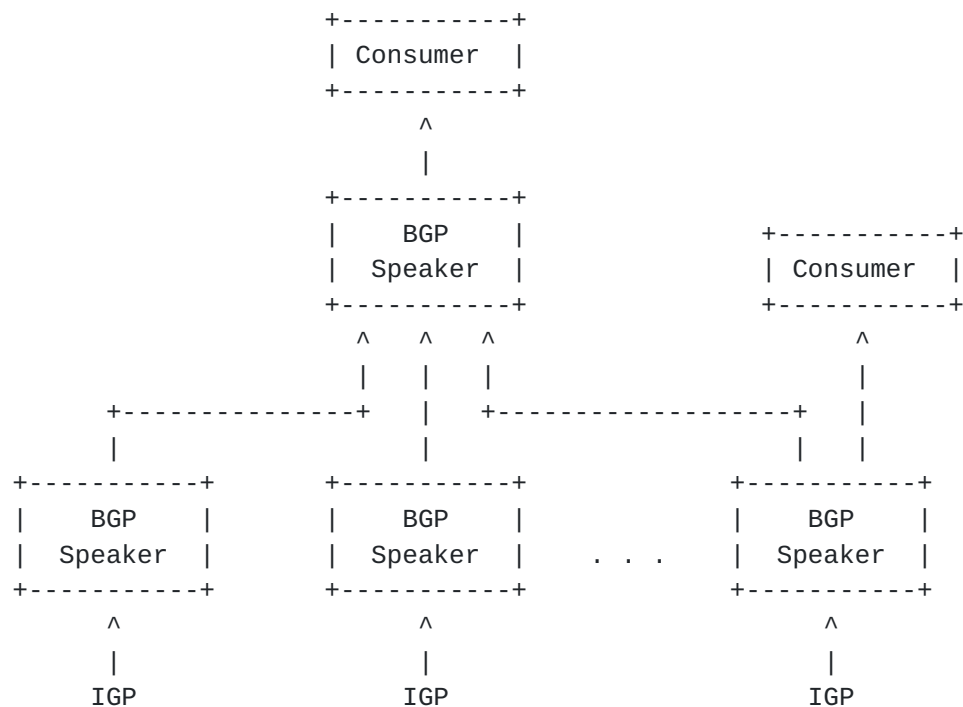 Consumer
BGP
Speaker
Consumer
BGP BGP BGP
Speaker Speaker . . . Speaker
IGP IGP IGP